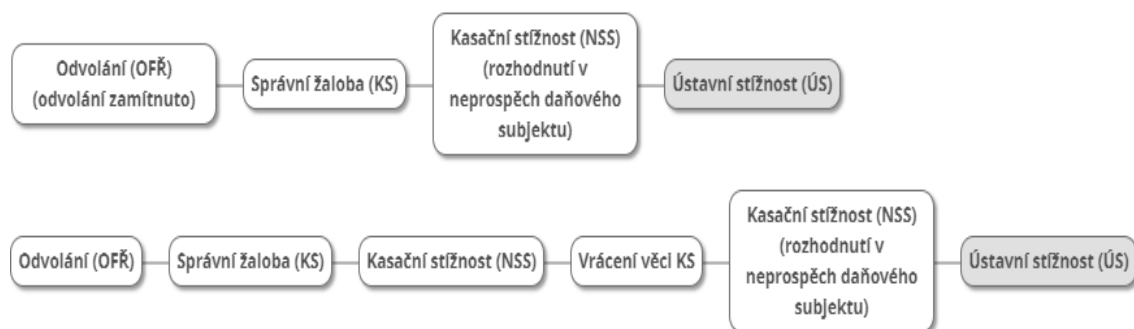 Odvolání (OFŘ)
(odvolání zamítnuto)
Správní žaloba (KS)
Kasační stížnost (NSS)
(rozhodnutí v
neprospěch daňového
subjektu)
Ústavní stížnost (ÚS)
Odvolání (OFŘ)
Správní žaloba (KS)
Kasační stížnost (NSS)
Vrácení věci KS
Kasační stížnost (NSS)
(rozhodnutí v
neprospěch daňového
subjektu)
Ústavní stížnost (ÚS)